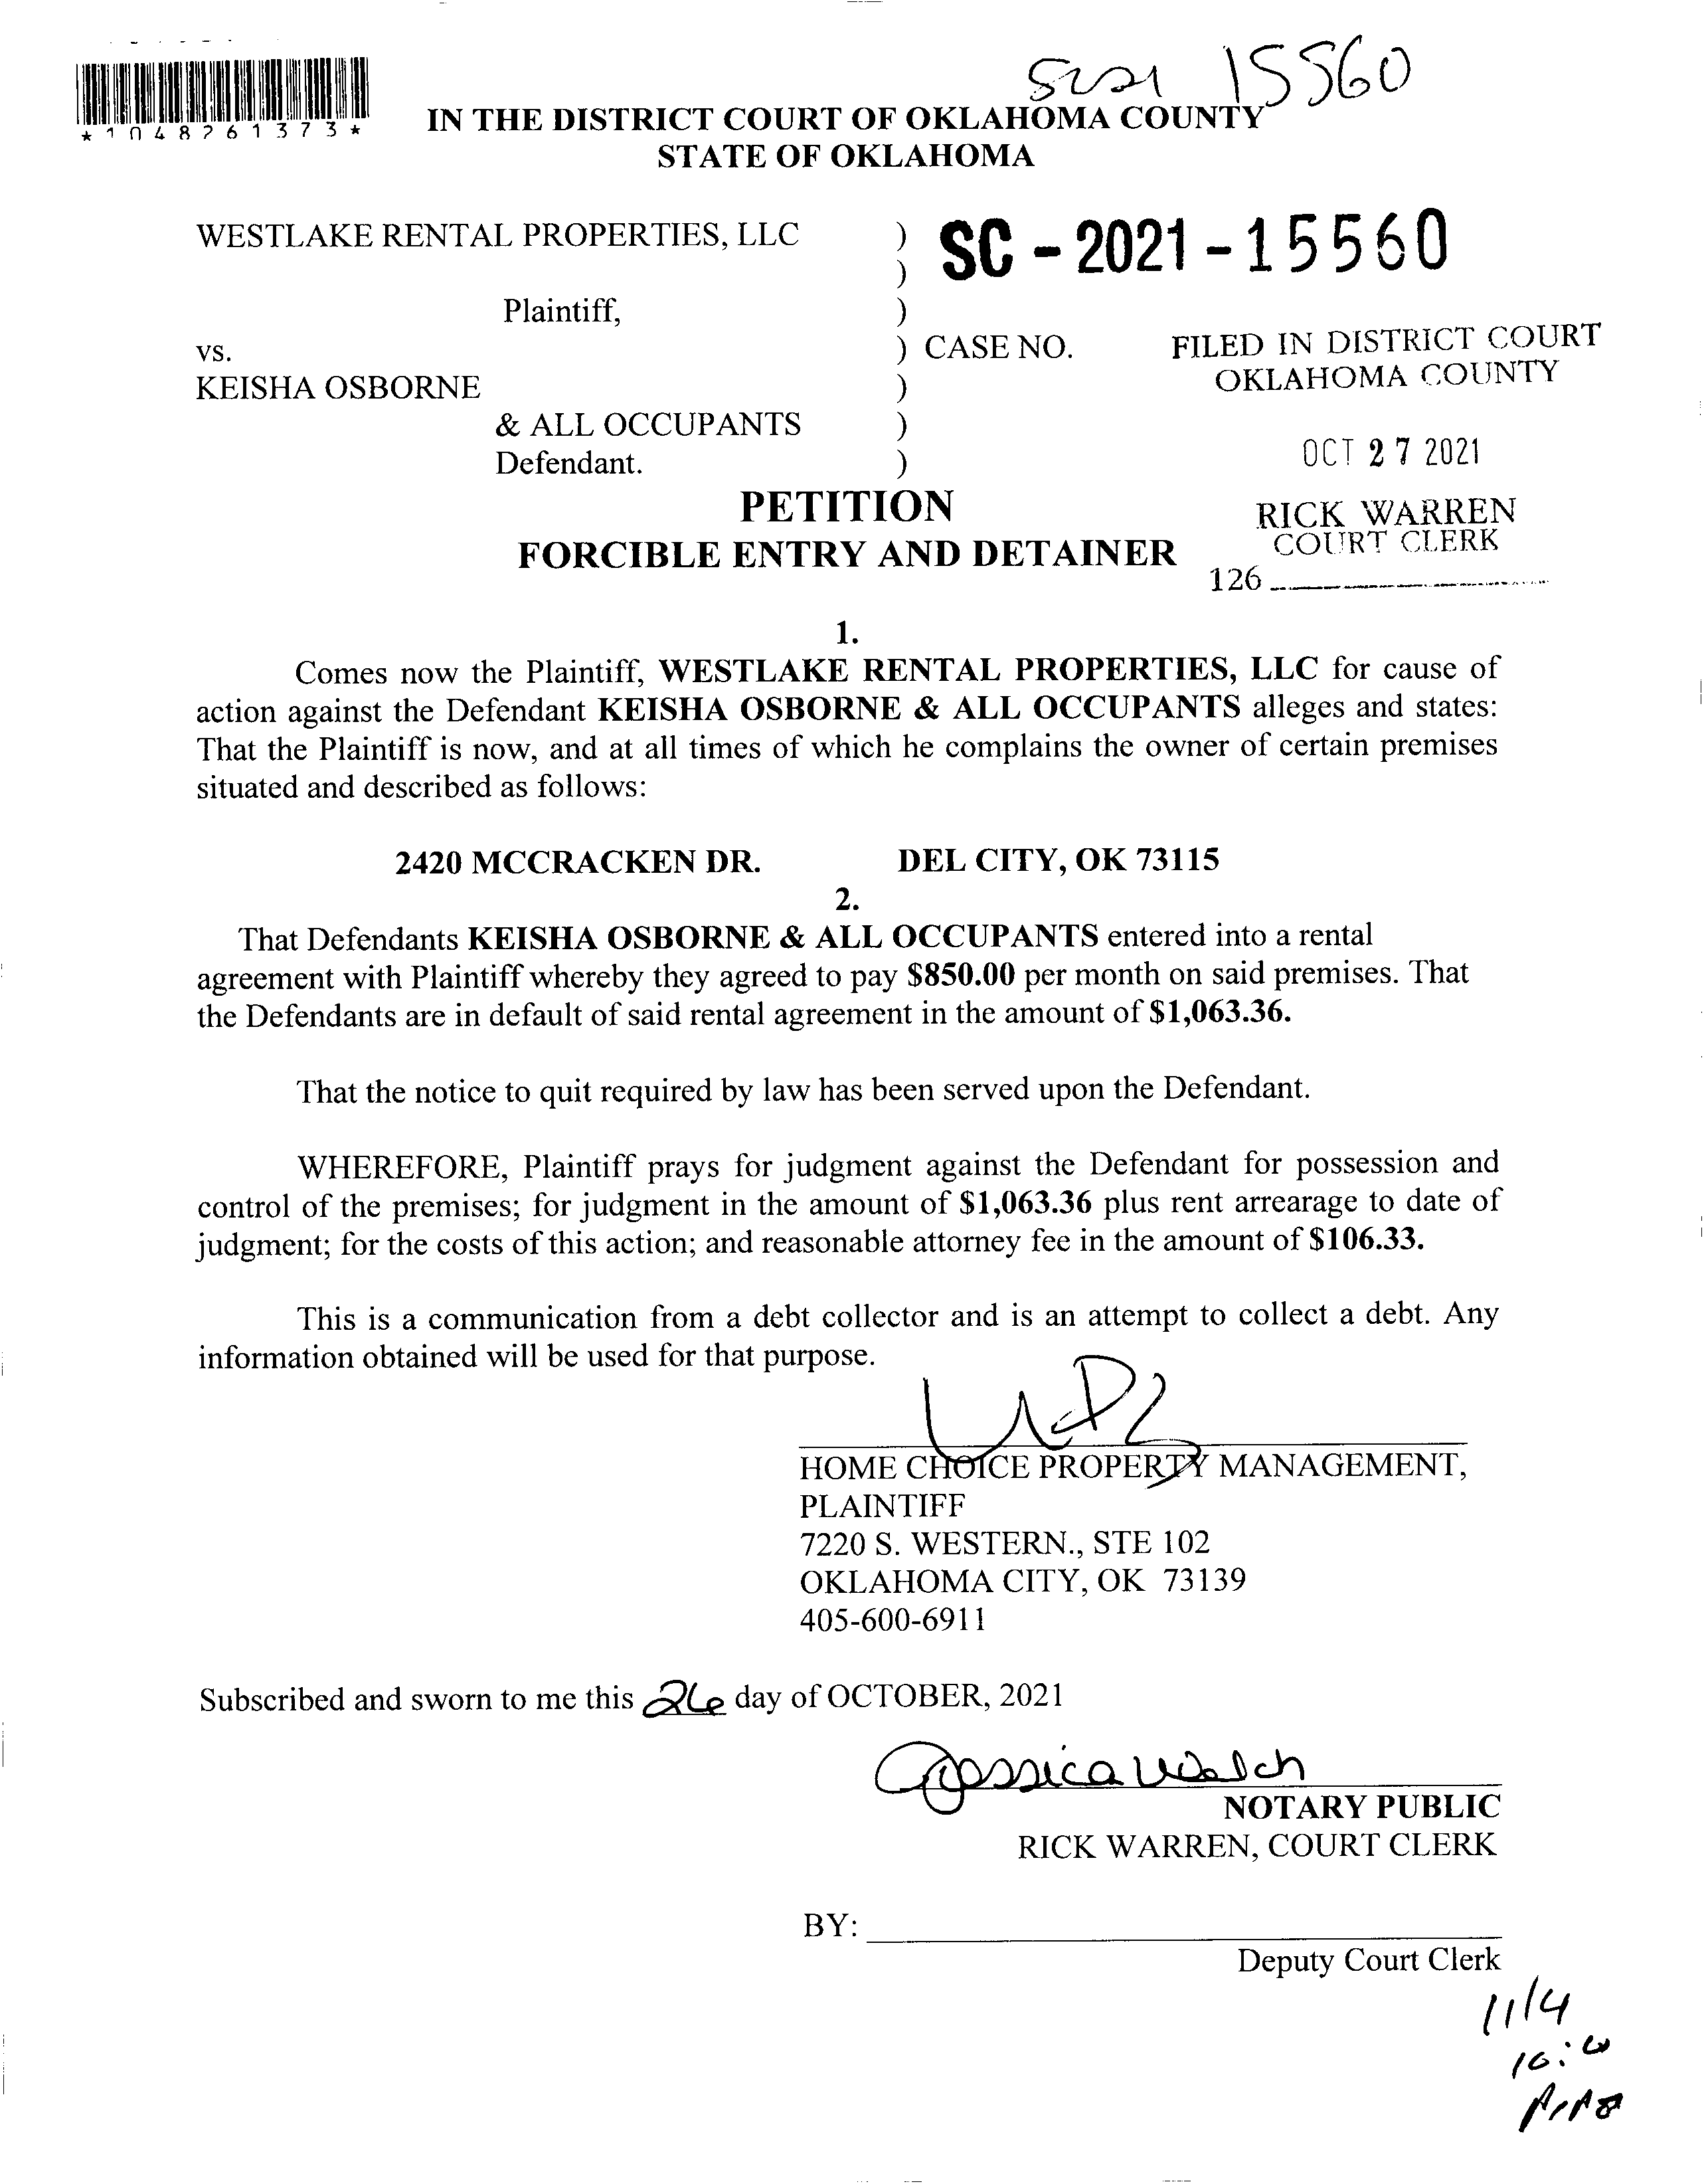 15560
*1048261373*
IN THE DISTRICT COURT OF OKLAHOMA COUNTY
STATE OF OKLAHOMA
WESTLAKE RENTAL PROPERTIES, LLC ) SC - 2021 - 15560
)
Plaintiff, )
vs. ) CASE NO. FILED IN DISTRICT COURT
KEISHA OSBORNE ) OKLAHOMA COUNTY
& ALL OCCUPANTS )
Defendant. ) OCT 27 2021
PETITION RICK WARREN
FORCIBLE ENTRY AND DETAINER COURT CLERK
126
1.
Comes now the Plaintiff, WESTLAKE RENTAL PROPERTIES, LLC for cause of
action against the Defendant KEISHA OSBORNE & ALL OCCUPANTS alleges and states:
That the Plaintiff is now, and at all times of which he complains the owner of certain premises
situated and described as follows:
2420 MCCRACKEN DR. DEL CITY, OK 73115
2.
That Defendants KEISHA OSBORNE & ALL OCCUPANTS entered into a rental
agreement with Plaintiff whereby they agreed to pay $850.00 per month on said premises. That
the Defendants are in default of said rental agreement in the amount of $1,063.36.
That the notice to quit required by law has been served upon the Defendant.
WHEREFORE, Plaintiff prays for judgment against the Defendant for possession and
control of the premises; for judgment in the amount of $1,063.36 plus rent arrearage to date of
judgment; for the costs of this action; and reasonable attorney fee in the amount of $106.33.
This is a communication from a debt collector and is an attempt to collect a debt. Any
information obtained will be used for that purpose.
HOME CHOICE PROPERTY MANAGEMENT,
PLAINTIFF
7220 S. WESTERN., STE 102
OKLAHOMA CITY, OK 73139
405-600-6911
Subscribed and sworn to me this 26 day of OCTOBER, 2021
Jessica Welch
NOTARY PUBLIC
RICK WARREN, COURT CLERK
BY:
Deputy Court Clerk
11/4